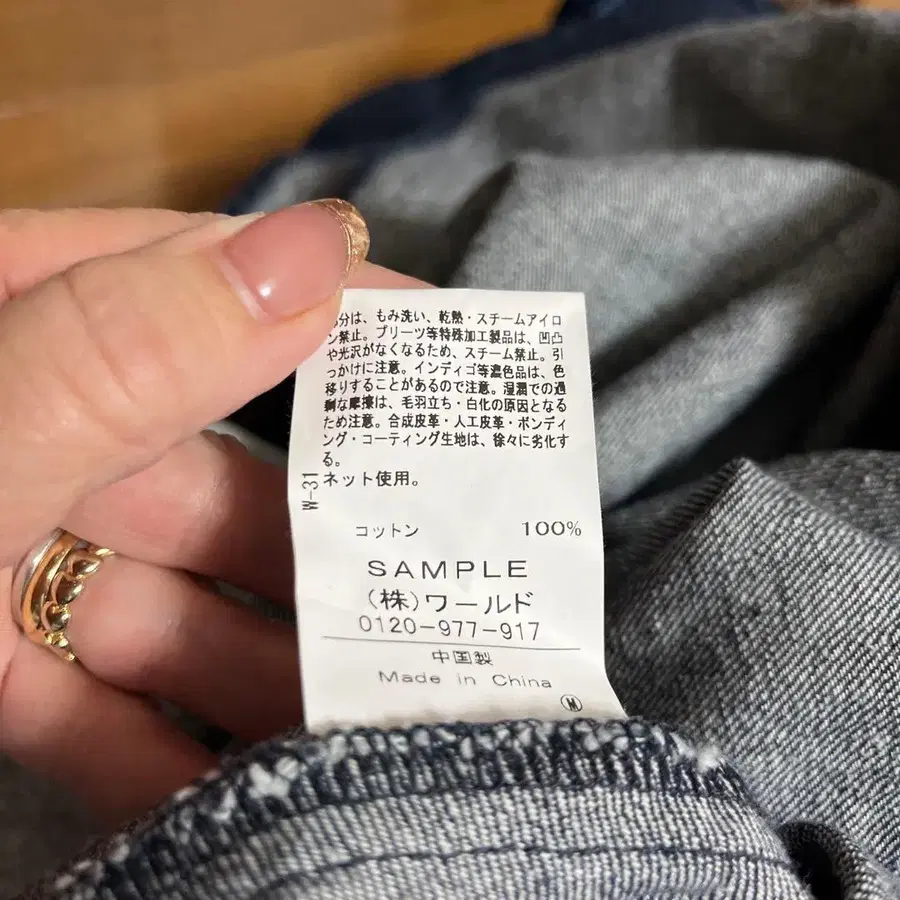 分は、もみ洗い、乾熱・スチームアイロ
ン禁止。プリーツ等特殊加工製品は、凹凸
や光沢がなくなるため、スチーム禁止。引
っかけに注意。インディゴ等濃色品は、色
移りすることがあるので注意。湿潤での過
剰な摩擦は、毛羽立ち・白化の原因となる
ため注意。合成皮革・人工皮革・ボンディ
ング・コーティング生地は、徐々に劣化す
る。
ネット使用。
W-31
コットン 100%
SAMPLE
(株)ワールド
0120-977-917
中国製
Made in China
M